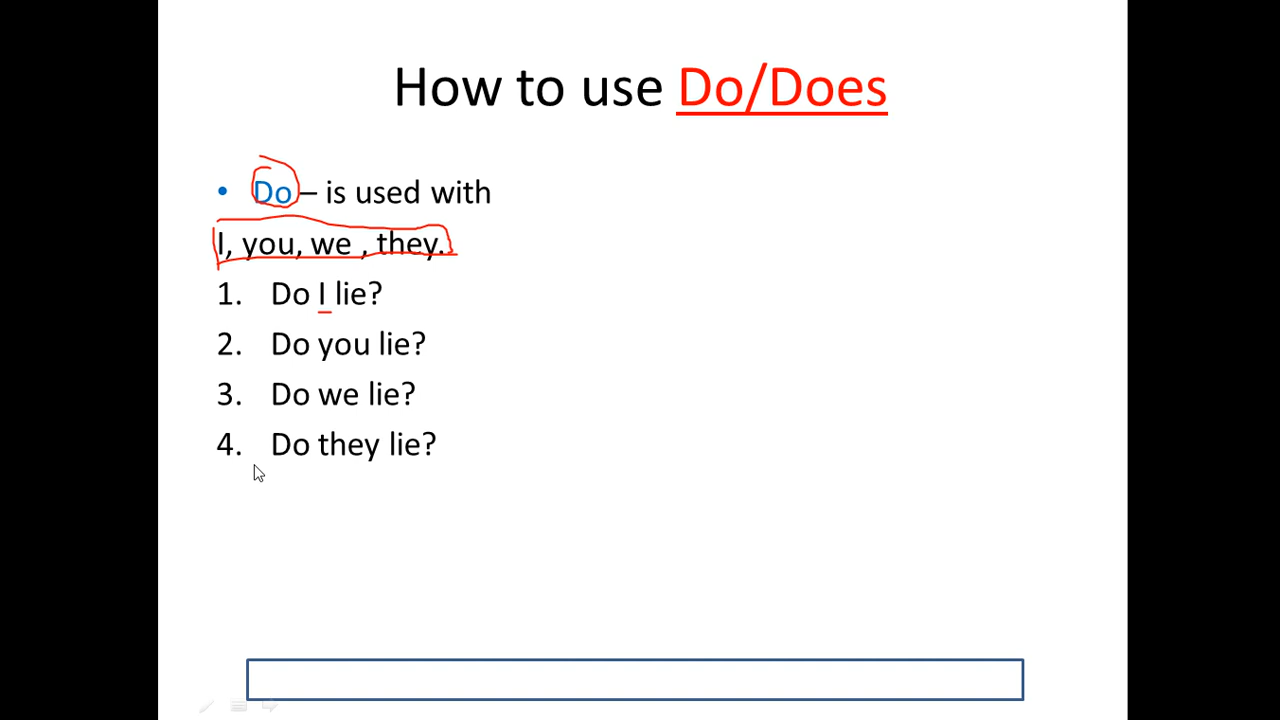 How to use Do/Does
• Do – is used with
I, you, we , they.
1. Do I lie?
2. Do you lie?
3. Do we lie?
4. Do they lie?